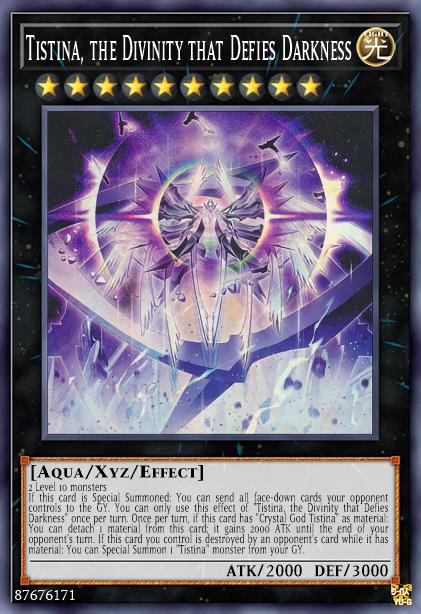 Tistina, the Divinity that Defies Darkness
LIGHT
光
[Aqua/Xyz/Effect]
2 Level 10 monsters
If this card is Special Summoned: You can send all face-down cards your opponent
controls to the GY. You can only use this effect of "Tistina, the Divinity that Defies
Darkness" once per turn. Once per turn, if this card has "Crystal God Tistina" as material:
You can detach 1 material from this card; it gains 2000 ATK until the end of your
opponent's turn. If this card you control is destroyed by an opponent's card while it has
material: You can Special Summon 1 "Tistina" monster from your GY.
ATK/2000 DEF/3000
87676171